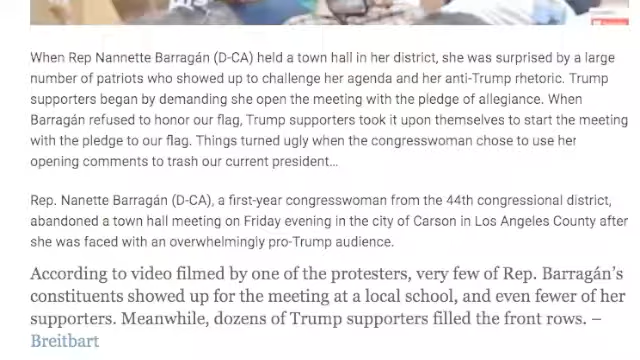 When Rep Nannette Barragán (D-CA) held a town hall in her district, she was surprised by a large
number of patriots who showed up to challenge her agenda and her anti-Trump rhetoric. Trump
supporters began by demanding she open the meeting with the pledge of allegiance. When
Barragán refused to honor our flag, Trump supporters took it upon themselves to start the meeting
with the pledge to our flag. Things turned ugly when the congresswoman chose to use her
opening comments to trash our current president…
Rep. Nanette Barragán (D-CA), a first-year congresswoman from the 44th congressional district,
abandoned a town hall meeting on Friday evening in the city of Carson in Los Angeles County after
she was faced with an overwhelmingly pro-Trump audience.
According to video filmed by one of the protesters, very few of Rep. Barragán’s
constituents showed up for the meeting at a local school, and even fewer of her
supporters. Meanwhile, dozens of Trump supporters filled the front rows. –
Breitbart